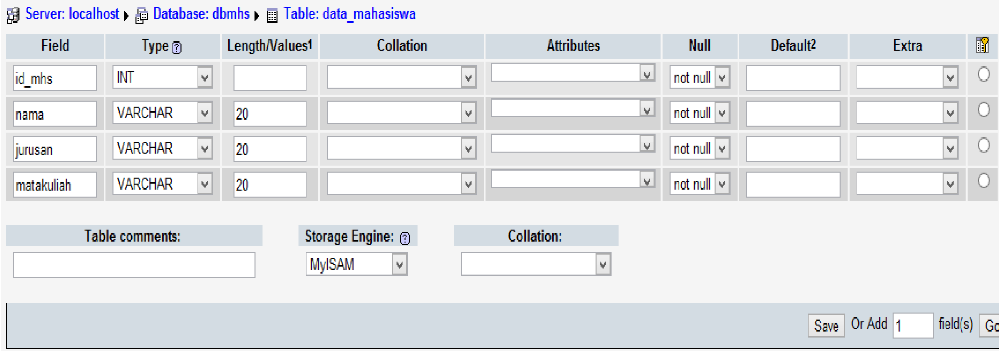 Server: localhost Database: dbmhs Table: data_mahasiswa
Field Type ? Length/Values1 Collation Attributes Null Default2 Extra
id_mhs INT not null
nama VARCHAR 20 not null
jurusan VARCHAR 20 not null
matakuliah VARCHAR 20 not null
Table comments: Storage Engine: ? Collation:
MyISAM
Save Or Add 1 field(s) Go